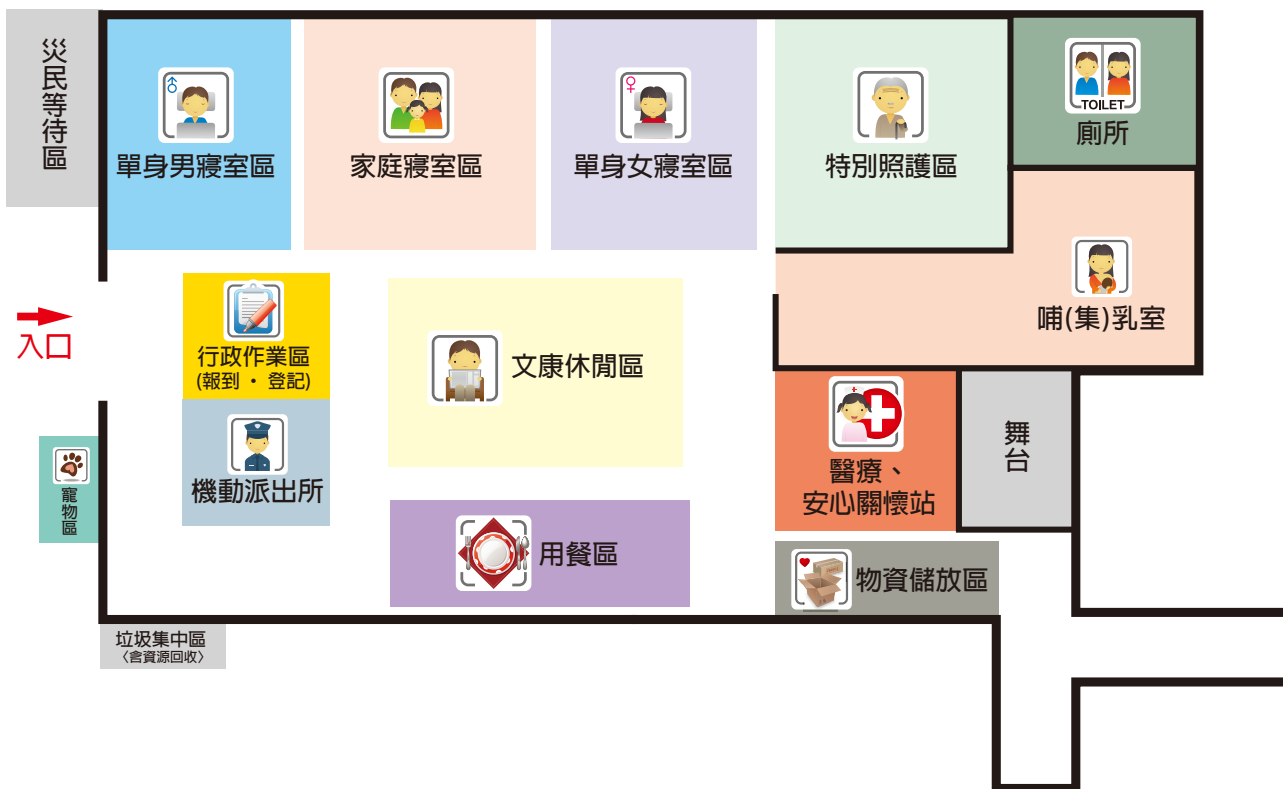 災民等待區
單身男寢室區
家庭寢室區
單身女寢室區
特別照護區
TOILET
廁所
哺(集)乳室
入口
行政作業區
(報到 ・ 登記)
文康休閒區
機動派出所
寵物區
醫療、
安心關懷站
舞台
用餐區
物資儲放區
垃圾集中區
〈含資源回收〉